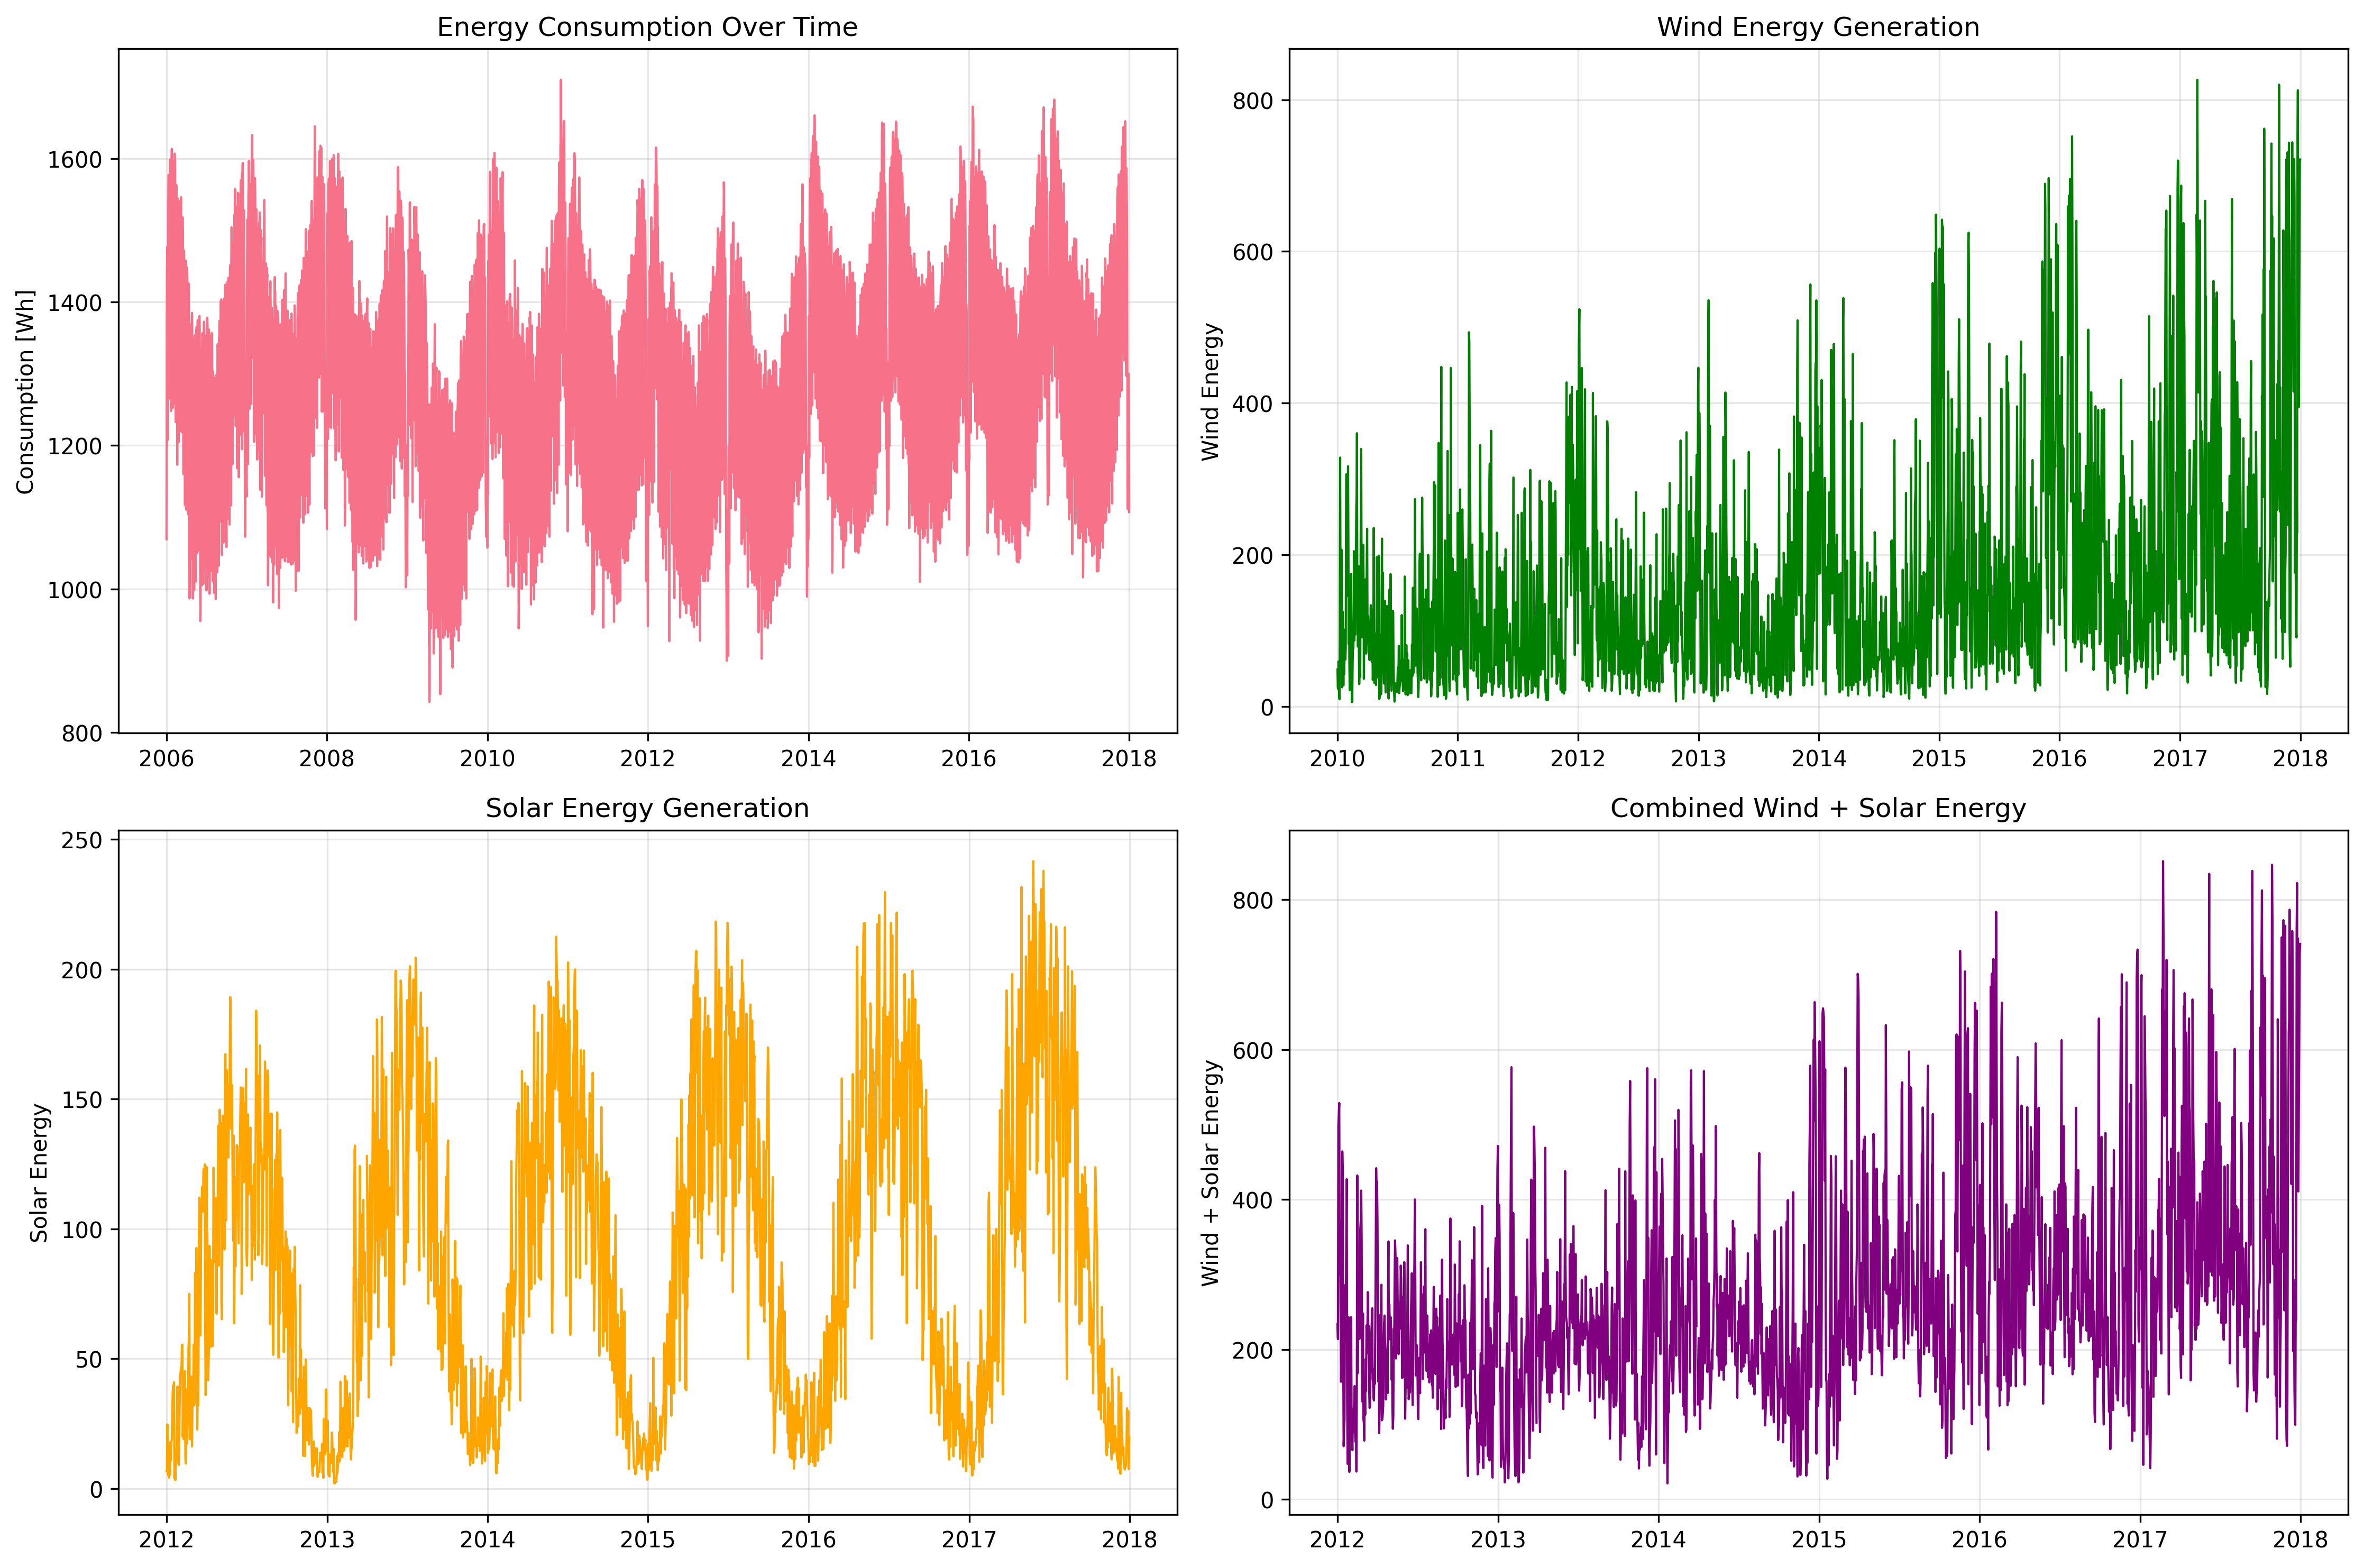 Energy Consumption Over Time
Consumption [Wh]
1600
1400
1200
1000
800
2006 2008 2010 2012 2014 2016 2018
Wind Energy Generation
Wind Energy
800
600
400
200
0
2010 2011 2012 2013 2014 2015 2016 2017 2018
Solar Energy Generation
Solar Energy
250
200
150
100
50
0
2012 2013 2014 2015 2016 2017 2018
Combined Wind + Solar Energy
Wind + Solar Energy
800
600
400
200
0
2012 2013 2014 2015 2016 2017 2018